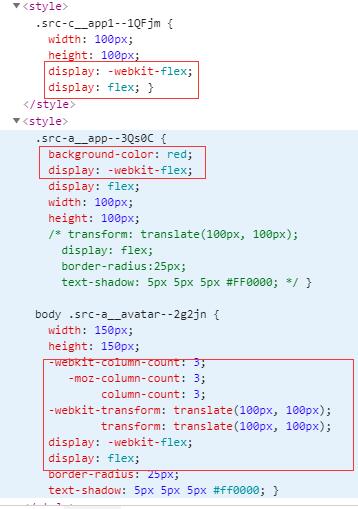 ▼<style>
.src-c__app1--1QFjm {
width: 100px;
height: 100px;
display: -webkit-flex;
display: flex; }
</style>
▼<style>
.src-a__app--3Qs0C {
background-color: red;
display: -webkit-flex;
display: flex;
width: 100px;
height: 100px;
/* transform: translate(100px, 100px);
display: flex;
border-radius:25px;
text-shadow: 5px 5px 5px #FF0000; */ }
body .src-a__avatar--2g2jn {
width: 150px;
height: 150px;
-webkit-column-count: 3;
-moz-column-count: 3;
column-count: 3;
-webkit-transform: translate(100px, 100px);
transform: translate(100px, 100px);
display: -webkit-flex;
display: flex;
border-radius: 25px;
text-shadow: 5px 5px 5px #ff0000; }